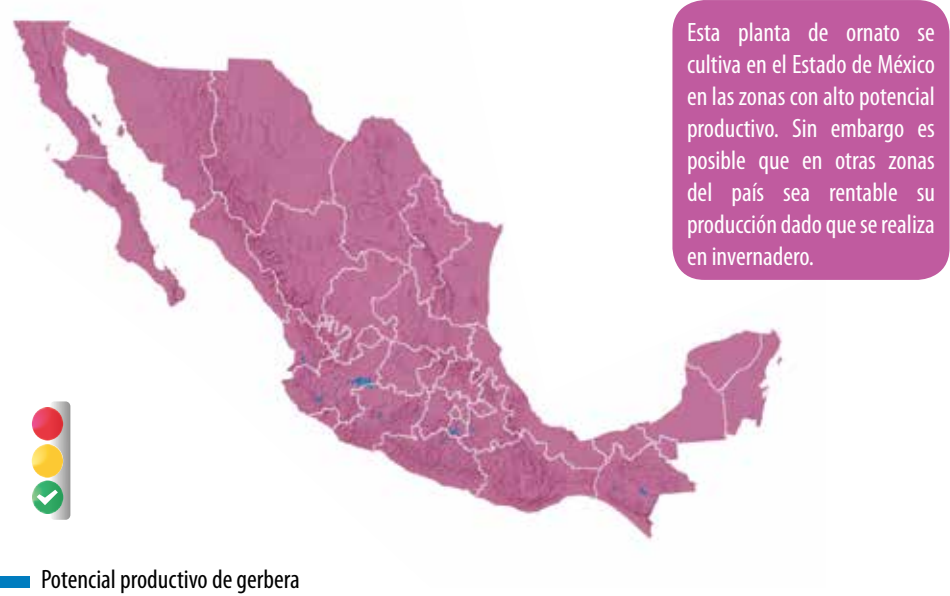 Esta planta de ornato se
cultiva en el Estado de México
en las zonas con alto potencial
productivo. Sin embargo es
posible que en otras zonas
del país sea rentable su
producción dado que se realiza
en invernadero.
Potencial productivo de gerbera